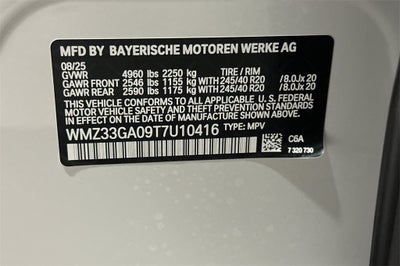 MFD BY BAYERISCHE MOTOREN WERKE AG
08/25 TIRE / RIM
GVWR 4960 lbs 2250 kg
GAWR FRONT 2546 lbs 1155 kg WITH 245/40 R20 / 8.0Jx 20
GAWR REAR 2590 lbs 1175 kg WITH 245/40 R20 / 8.0Jx 20
THIS VEHICLE CONFORMS TO ALL APPLICABLE U. S. FEDERAL
MOTOR VEHICLE SAFETY AND THEFT PREVENTION STANDARDS
IN EFFECT ON THE DATE OF MANUFACTURE SHOWN ABOVE.
WMZ33GA09T7U10416 TYPE: MPV
C6A
7 320 730